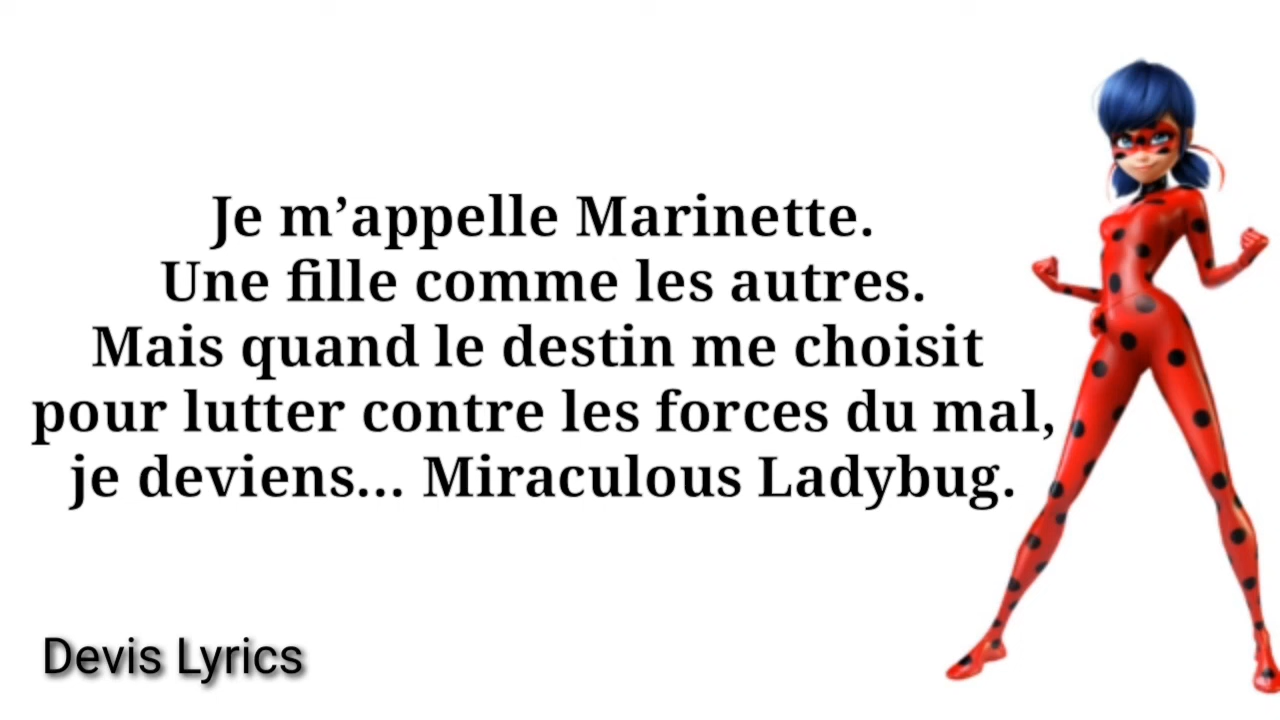 Je m’appelle Marinette.
Une fille comme les autres.
Mais quand le destin me choisit
pour lutter contre les forces du mal,
je deviens... Miraculous Ladybug.
Devis Lyrics